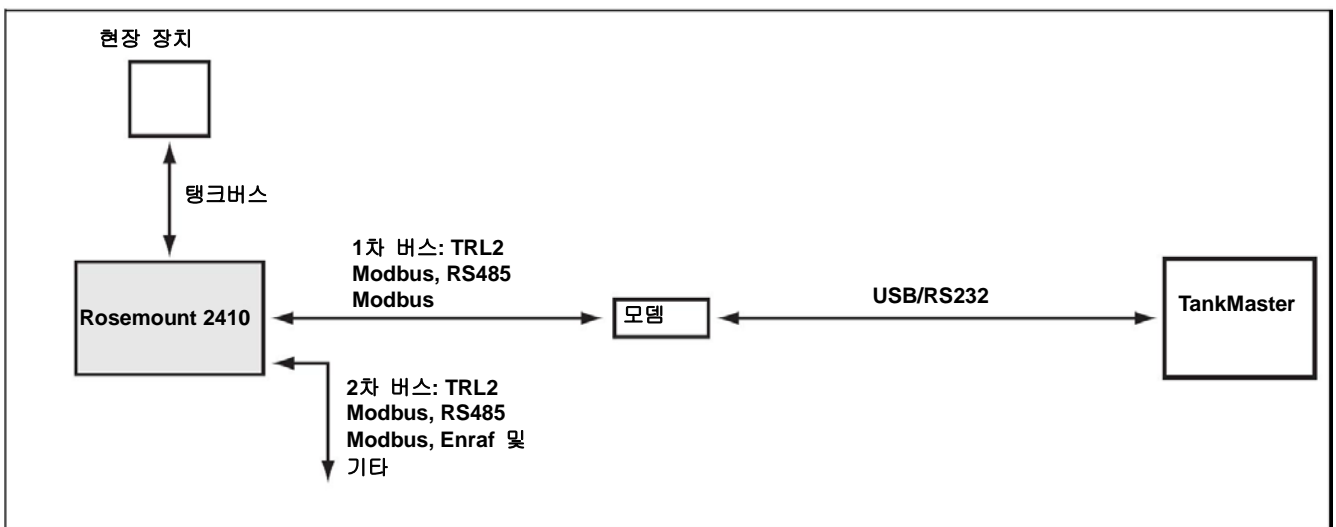 현장 장치
탱크버스
1차 버스: TRL2
Modbus, RS485
Modbus
Rosemount 2410
모뎀
USB/RS232
TankMaster
2차 버스: TRL2
Modbus, RS485
Modbus, Enraf 및
기타